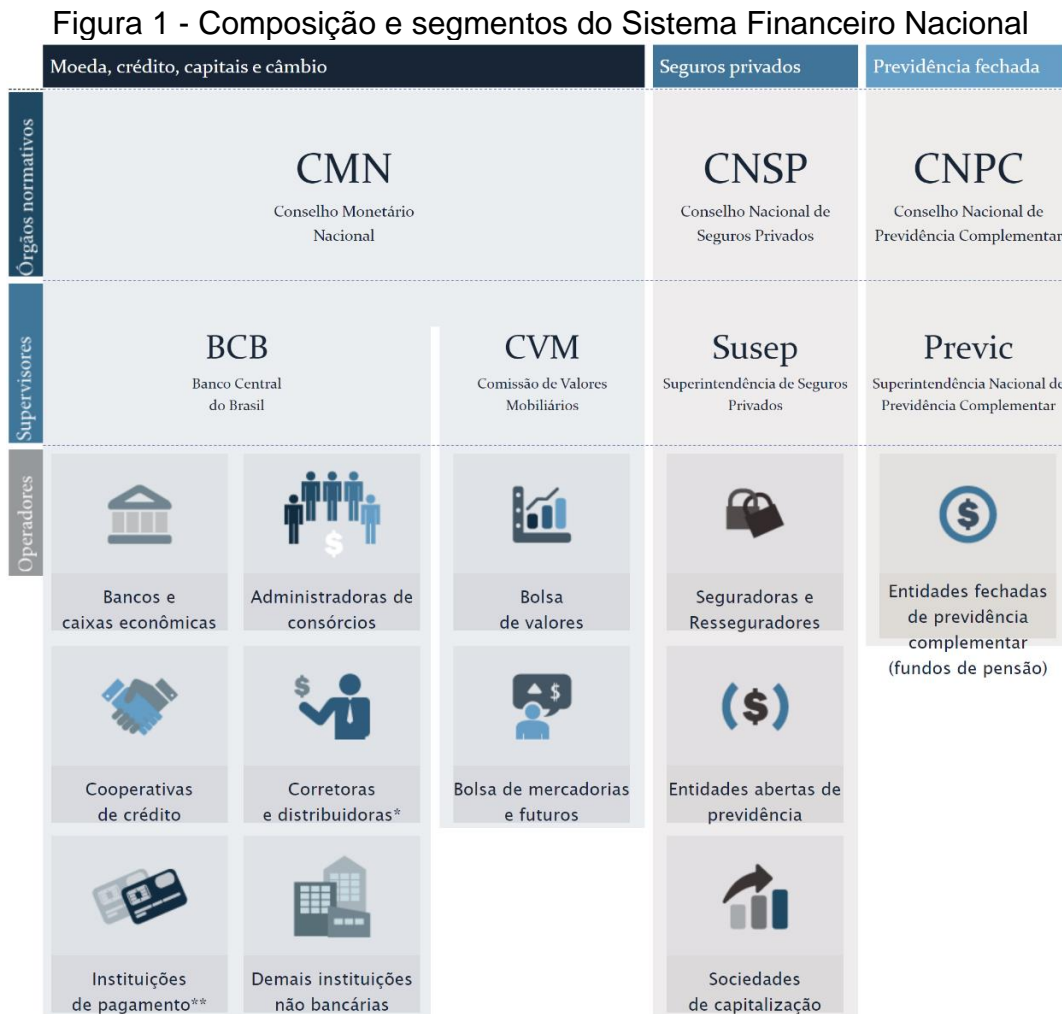 Figura 1 - Composição e segmentos do Sistema Financeiro Nacional
Moeda, crédito, capitais e câmbio
Seguros privados
Previdência fechada
Órgãos normativos
CMN
Conselho Monetário
Nacional
CNSP
Conselho Nacional de
Seguros Privados
CNPC
Conselho Nacional de
Previdência Complementar
Supervisores
BCB
Banco Central
do Brasil
CVM
Comissão de Valores
Mobiliários
Susep
Superintendência de Seguros
Privados
Previc
Superintendência Nacional de
Previdência Complementar
Operadores
$
$
Bancos e
caixas econômicas
Administradoras de
consórcios
Bolsa
de valores
Seguradoras e
Resseguradores
Entidades fechadas
de previdência
complementar
(fundos de pensão)
$
$
($)
Cooperativas
de crédito
Corretoras
e distribuidoras*
Bolsa de mercadorias
e futuros
Entidades abertas de
previdência
Instituições
de pagamento**
Demais instituições
não bancárias
Sociedades
de capitalização